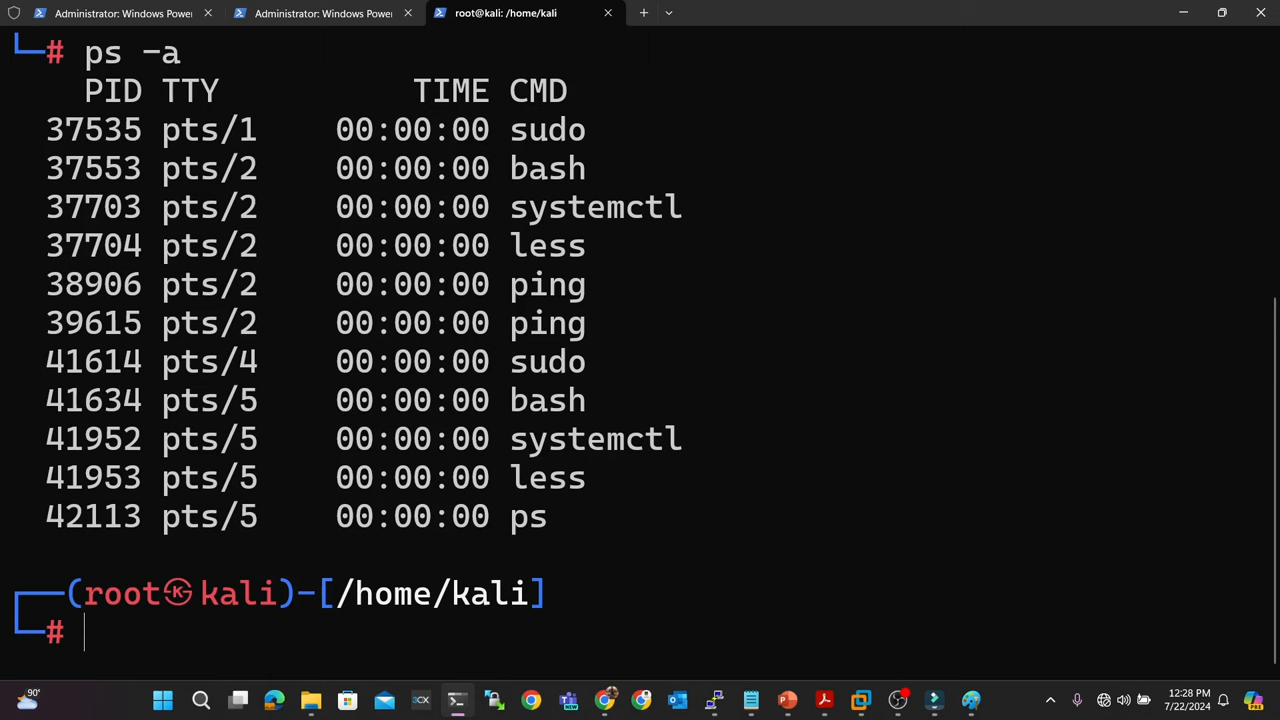 Administrator: Windows Power
Administrator: Windows Power
root@kali: /home/kali
└─# ps -a
PID TTY TIME CMD
37535 pts/1 00:00:00 sudo
37553 pts/2 00:00:00 bash
37703 pts/2 00:00:00 systemctl
37704 pts/2 00:00:00 less
38906 pts/2 00:00:00 ping
39615 pts/2 00:00:00 ping
41614 pts/4 00:00:00 sudo
41634 pts/5 00:00:00 bash
41952 pts/5 00:00:00 systemctl
41953 pts/5 00:00:00 less
42113 pts/5 00:00:00 ps
┌──(root㉿kali)-[/home/kali]
└─#
90°
12:28 PM
7/22/2024